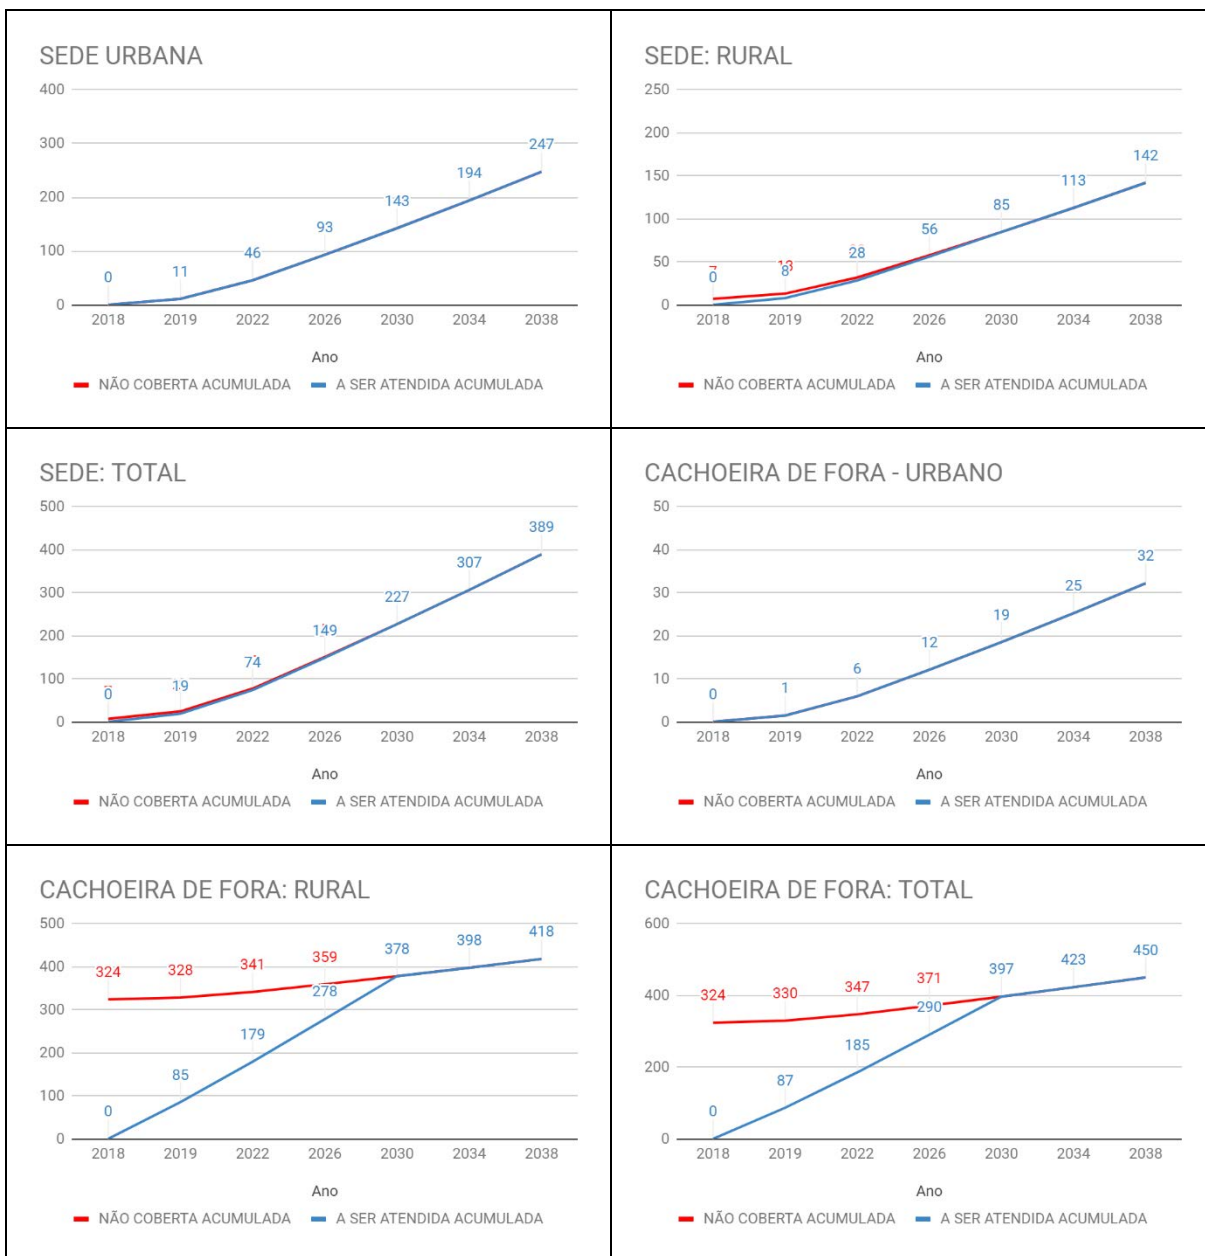 SEDE URBANA
400
300
200
100
0
0
11
46
93
143
194
247
2018 2019 2022 2026 2030 2034 2038
Ano
NÃO COBERTA ACUMULADA A SER ATENDIDA ACUMULADA
SEDE: RURAL
250
200
150
100
50
0
0
8
28
56
85
113
142
2018 2019 2022 2026 2030 2034 2038
Ano
NÃO COBERTA ACUMULADA A SER ATENDIDA ACUMULADA
SEDE: TOTAL
500
400
300
200
100
0
0
19
74
149
227
307
389
2018 2019 2022 2026 2030 2034 2038
Ano
NÃO COBERTA ACUMULADA A SER ATENDIDA ACUMULADA
CACHOEIRA DE FORA - URBANO
50
40
30
20
10
0
0
1
6
12
19
25
32
2018 2019 2022 2026 2030 2034 2038
Ano
NÃO COBERTA ACUMULADA A SER ATENDIDA ACUMULADA
CACHOEIRA DE FORA: RURAL
500
400
300
200
100
0
324 328 341 359
0
85
179
278
378
398
418
2018 2019 2022 2026 2030 2034 2038
Ano
NÃO COBERTA ACUMULADA A SER ATENDIDA ACUMULADA
CACHOEIRA DE FORA: TOTAL
600
400
200
0
324 330 347 371
0
87
185
290
397
423
450
2018 2019 2022 2026 2030 2034 2038
Ano
NÃO COBERTA ACUMULADA A SER ATENDIDA ACUMULADA